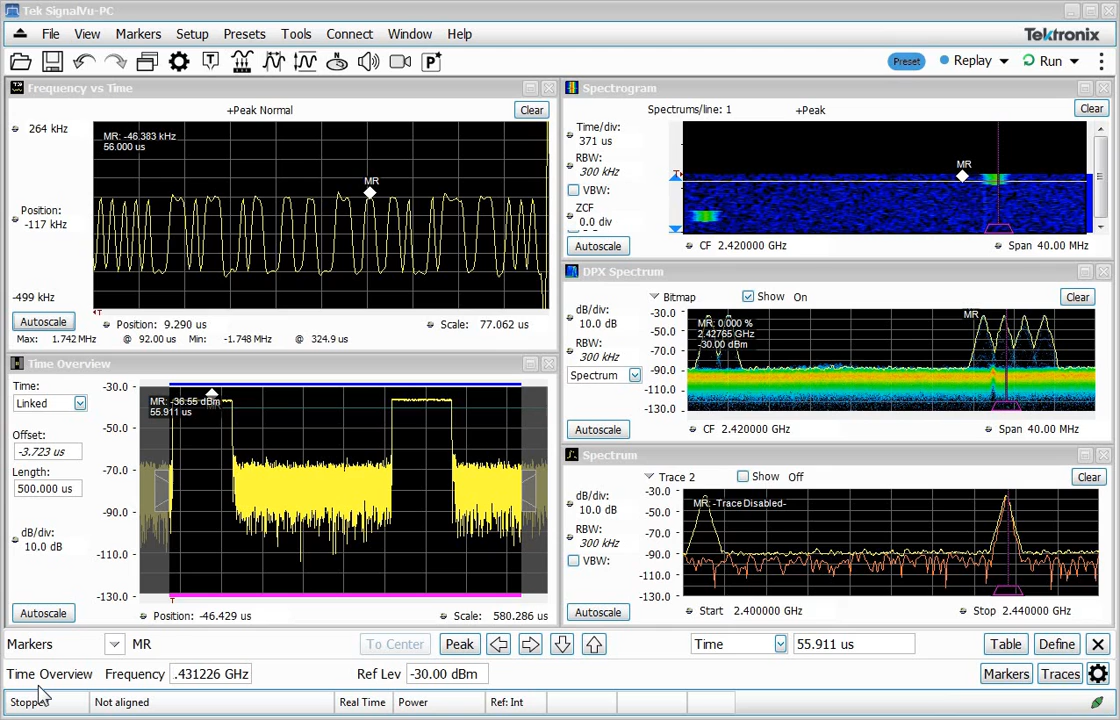 Tek SignalVu-PC
File View Markers Setup Presets Tools Connect Window Help
Tektronix
Preset Replay Run
Frequency vs Time
+Peak Normal
Clear
264 kHz
MR: -46.383 kHz
56.000 us
MR
Position:
-117 kHz
-499 kHz
Autoscale
Position: 9.290 us
Scale: 77.062 us
Max: 1.742 MHz @ 92.00 us Min: -1.748 MHz @ 324.9 us
Time Overview
Time:
Linked
Offset:
-3.723 us
Length:
500.000 us
dB/div:
10.0 dB
Autoscale
-30.0
-50.0
-70.0
-90.0
-110.0
-130.0
MR: -36.55 dBm
55.911 us
T
Position: -46.429 us
Scale: 580.286 us
Spectrogram
Spectrums/line: 1
+Peak
Clear
Time/div:
371 us
RBW:
300 kHz
VBW:
ZCF
0.0 div
Autoscale
MR
CF 2.420000 GHz
Span 40.00 MHz
DPX Spectrum
Bitmap
Show On
Clear
dB/div:
10.0 dB
RBW:
300 kHz
Spectrum
Autoscale
-30.0
-50.0
-70.0
-90.0
-110.0
-130.0
MR: 0.000 %
2.42765 GHz
-30.00 dBm
MR
CF 2.420000 GHz
Span 40.00 MHz
Spectrum
Trace 2
Show Off
Clear
dB/div:
10.0 dB
RBW:
300 kHz
VBW:
Autoscale
-30.0
-50.0
-70.0
-90.0
-110.0
-130.0
MR: -Trace Disabled-
Start 2.400000 GHz
Stop 2.440000 GHz
Markers MR To Center Peak Time 55.911 us Table Define
Time Overview Frequency .431226 GHz Ref Lev -30.00 dBm Markers Traces
Stopped Not aligned Real Time Power Ref: Int